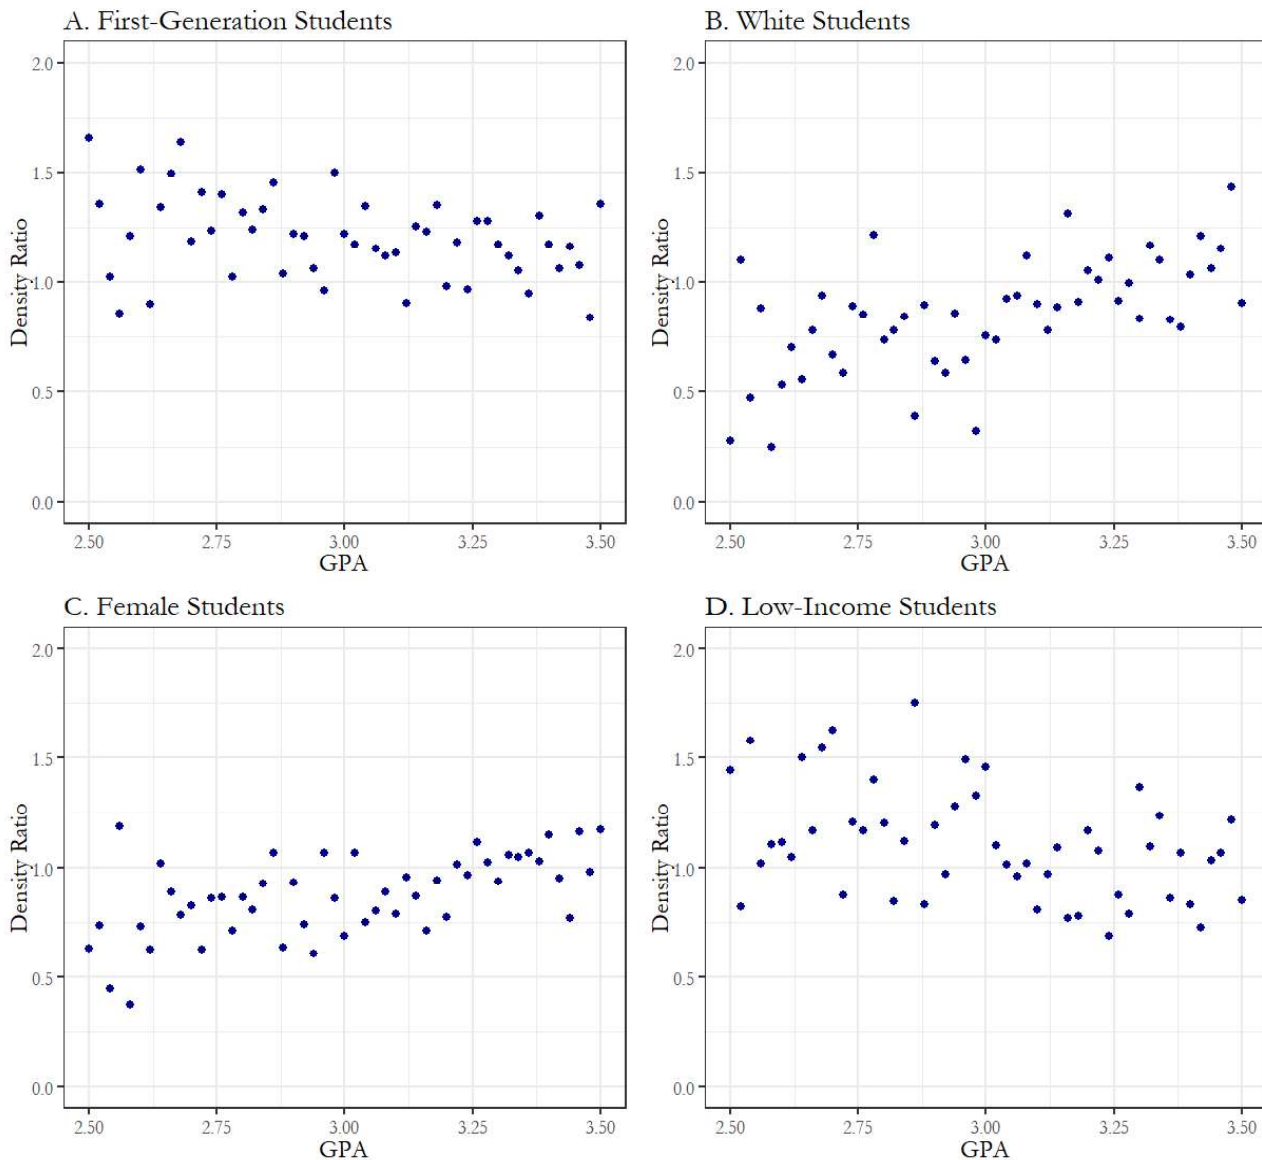 A. First-Generation Students
2.0
1.5
1.0
0.5
0.0
Density Ratio
2.50 2.75 3.00 3.25 3.50
GPA
B. White Students
2.0
1.5
1.0
0.5
0.0
Density Ratio
2.50 2.75 3.00 3.25 3.50
GPA
C. Female Students
2.0
1.5
1.0
0.5
0.0
Density Ratio
2.50 2.75 3.00 3.25 3.50
GPA
D. Low-Income Students
2.0
1.5
1.0
0.5
0.0
Density Ratio
2.50 2.75 3.00 3.25 3.50
GPA